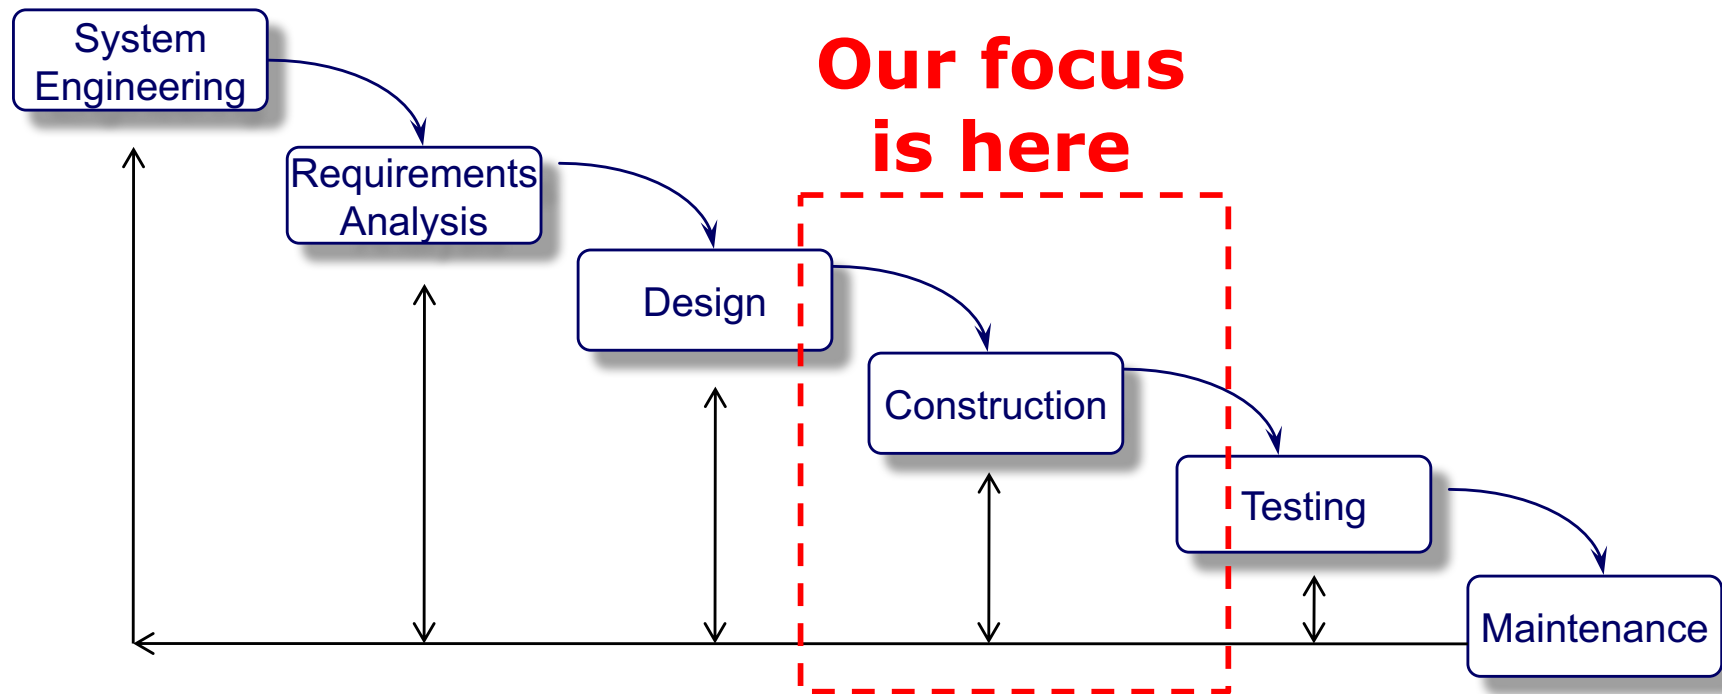 System
Engineering
Our focus
is here
Requirements
Analysis
Design
Construction
Testing
Maintenance